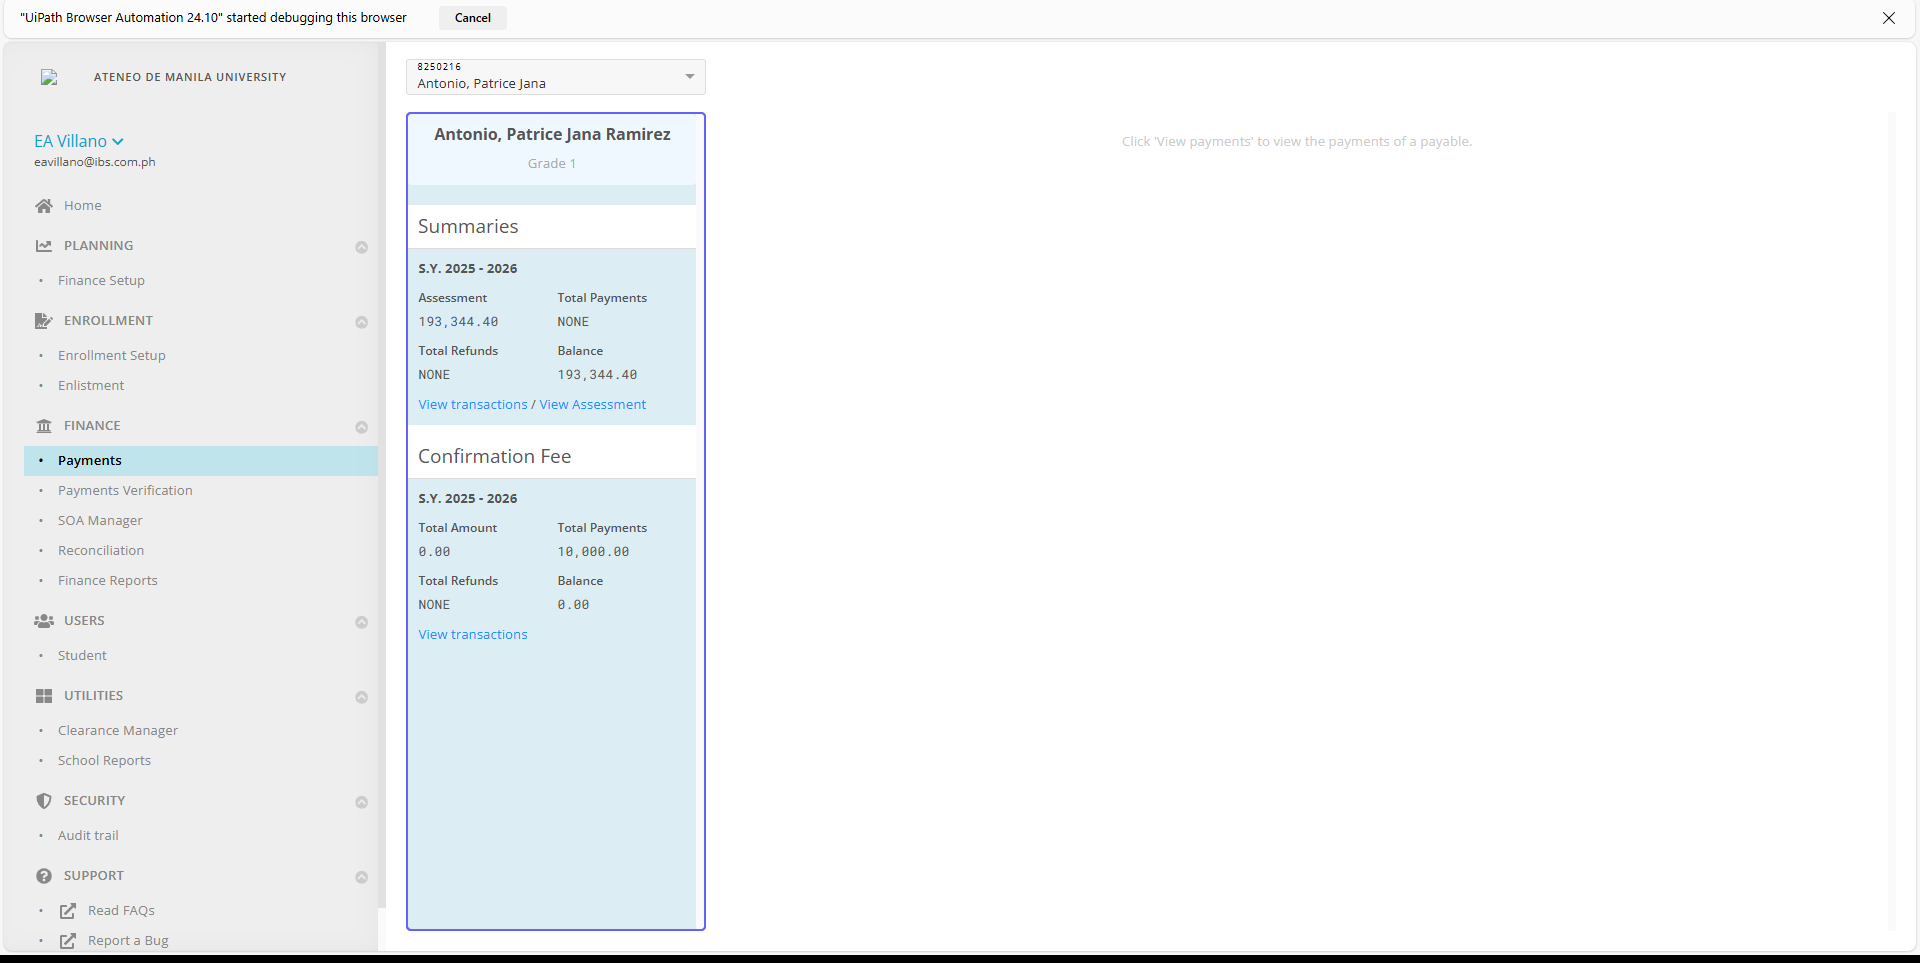 "UiPath Browser Automation 24.10" started debugging this browser
Cancel
ATENEO DE MANILA UNIVERSITY
EA Villano
eavillano@ibs.com.ph
Home
PLANNING
Finance Setup
ENROLLMENT
Enrollment Setup
Enlistment
FINANCE
Payments
Payments Verification
SOA Manager
Reconciliation
Finance Reports
USERS
Student
UTILITIES
Clearance Manager
School Reports
SECURITY
Audit trail
SUPPORT
Read FAQs
Report a Bug
8250216
Antonio, Patrice Jana
Antonio, Patrice Jana Ramirez
Grade 1
Summaries
S.Y. 2025 - 2026
Assessment Total Payments
193,344.40 NONE
Total Refunds Balance
NONE 193,344.40
View transactions / View Assessment
Confirmation Fee
S.Y. 2025 - 2026
Total Amount Total Payments
0.00 10,000.00
Total Refunds Balance
NONE 0.00
View transactions
Click 'View payments' to view the payments of a payable.